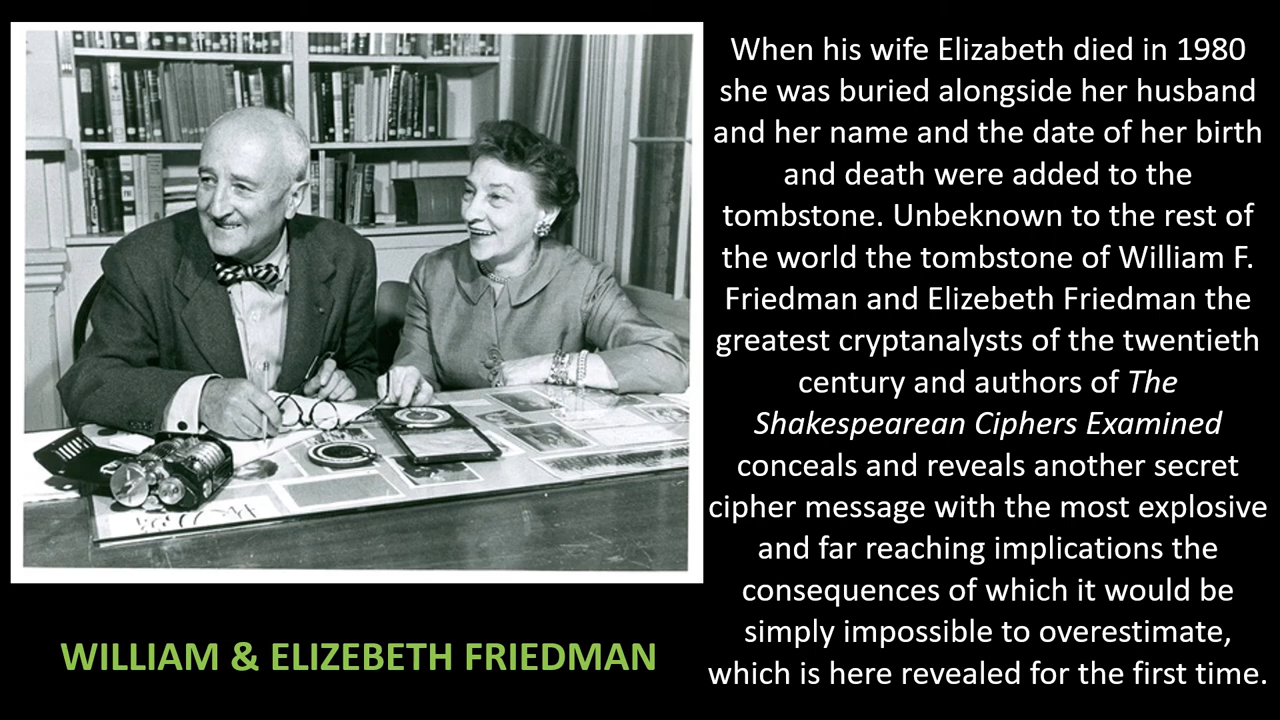 When his wife Elizabeth died in 1980
she was buried alongside her husband
and her name and the date of her birth
and death were added to the
tombstone. Unbeknown to the rest of
the world the tombstone of William F.
Friedman and Elizebeth Friedman the
greatest cryptanalysts of the twentieth
century and authors of The
Shakespearean Ciphers Examined
conceals and reveals another secret
cipher message with the most explosive
and far reaching implications the
consequences of which it would be
simply impossible to overestimate,
which is here revealed for the first time.
WILLIAM & ELIZEBETH FRIEDMAN